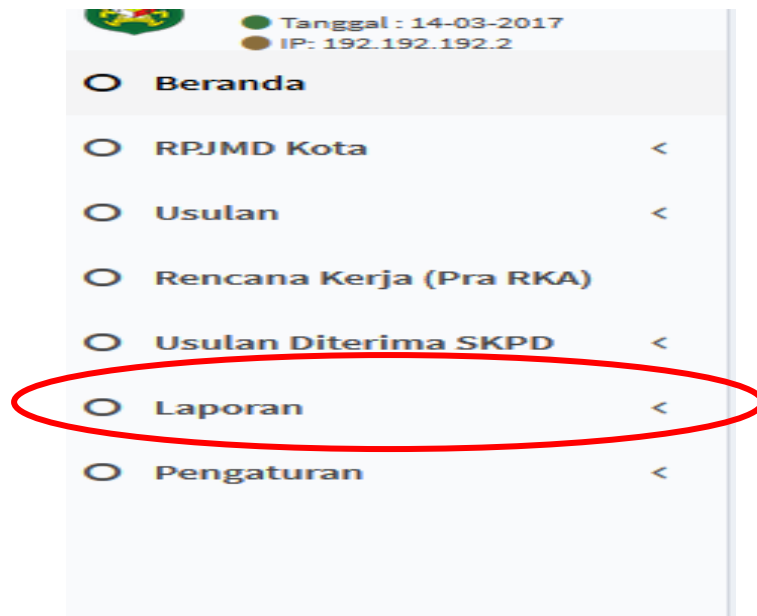 Tanggal : 14-03-2017
IP: 192.192.192.2
Beranda
RPJMD Kota <
Usulan <
Rencana Kerja (Pra RKA)
Usulan Diterima SKPD <
Laporan <
Pengaturan <